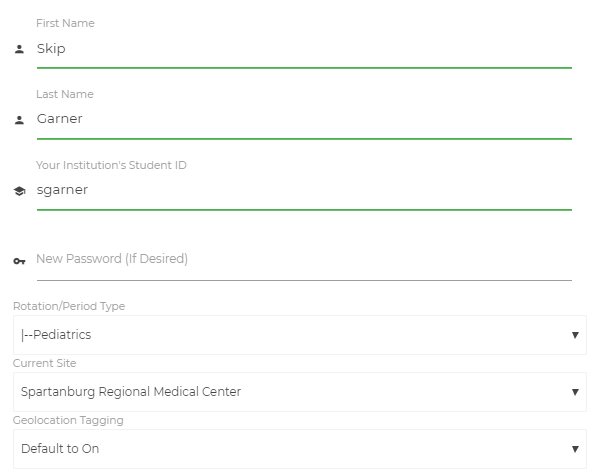 First Name
Skip
Last Name
Garner
Your Institution's Student ID
sgarner
New Password (If Desired)
Rotation/Period Type
|--Pediatrics
Current Site
Spartanburg Regional Medical Center
Geolocation Tagging
Default to On